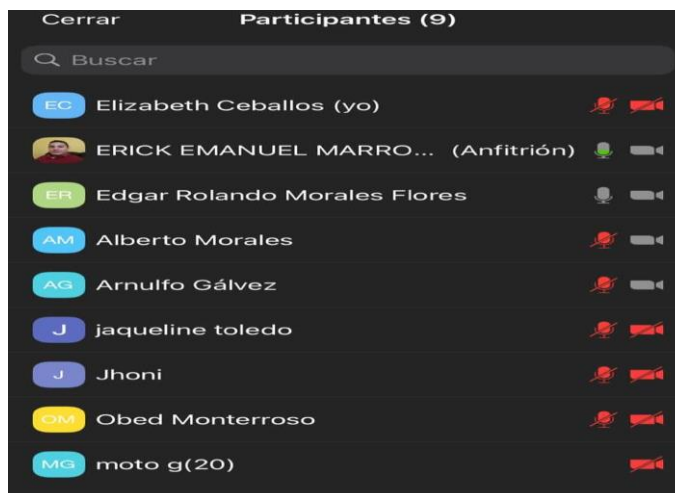 Cerrar Participantes (9)
Buscar
EC Elizabeth Ceballos (yo)
ERICK EMANUEL MARRO... (Anfitrión)
ER Edgar Rolando Morales Flores
AM Alberto Morales
AG Arnulfo Gálvez
J jaqueline toledo
J Jhoni
OM Obed Monterroso
MG moto g(20)